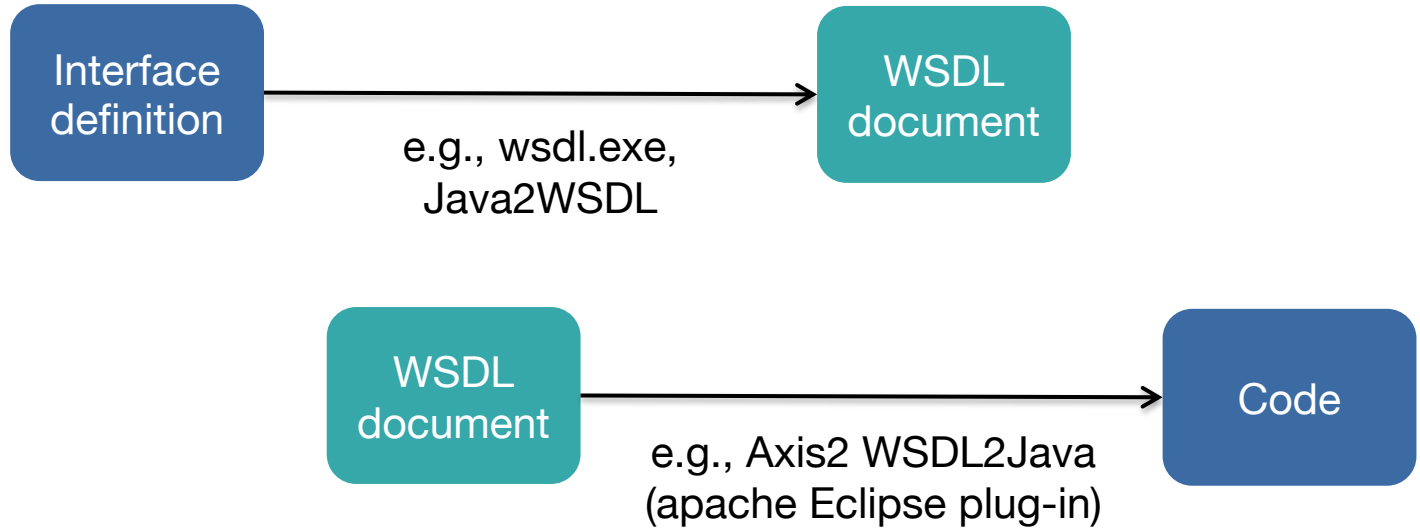 Interface
definition
e.g., wsdl.exe,
Java2WSDL
WSDL
document
WSDL
document
e.g., Axis2 WSDL2Java
(apache Eclipse plug-in)
Code